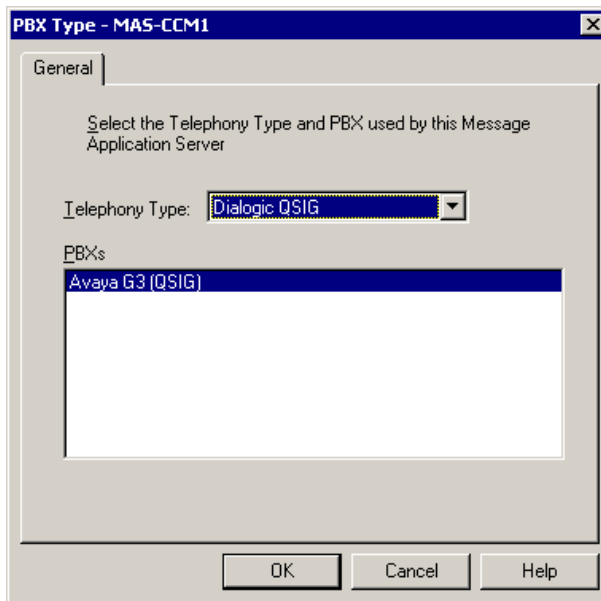 PBX Type - MAS-CCM1
General
Select the Telephony Type and PBX used by this Message
Application Server
Telephony Type: Dialogic QSIG
PBXs
Avaya G3 (QSIG)
OK Cancel Help